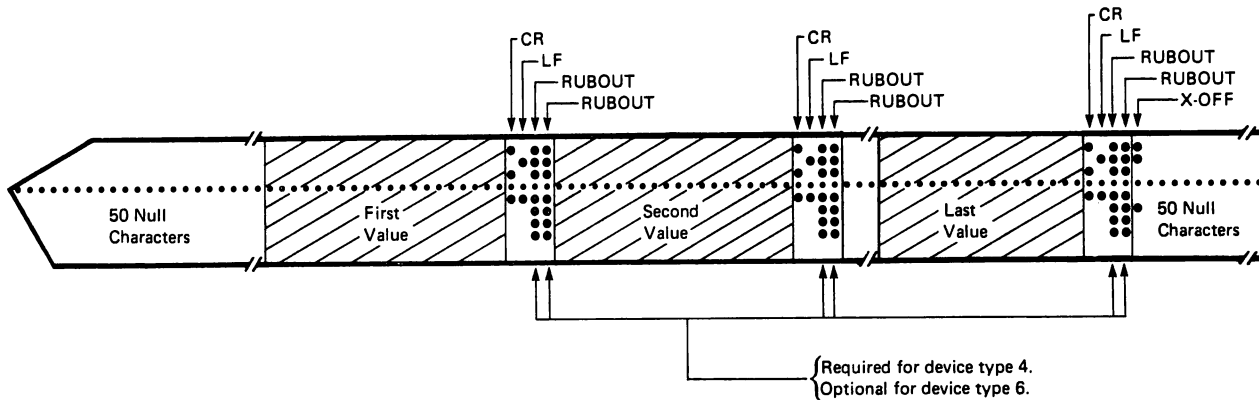 CR
LF
RUBOUT
RUBOUT
CR
LF
RUBOUT
RUBOUT
CR
LF
RUBOUT
RUBOUT
X-OFF
50 Null
Characters
First
Value
Second
Value
Last
Value
50 Null
Characters
Required for device type 4.
Optional for device type 6.